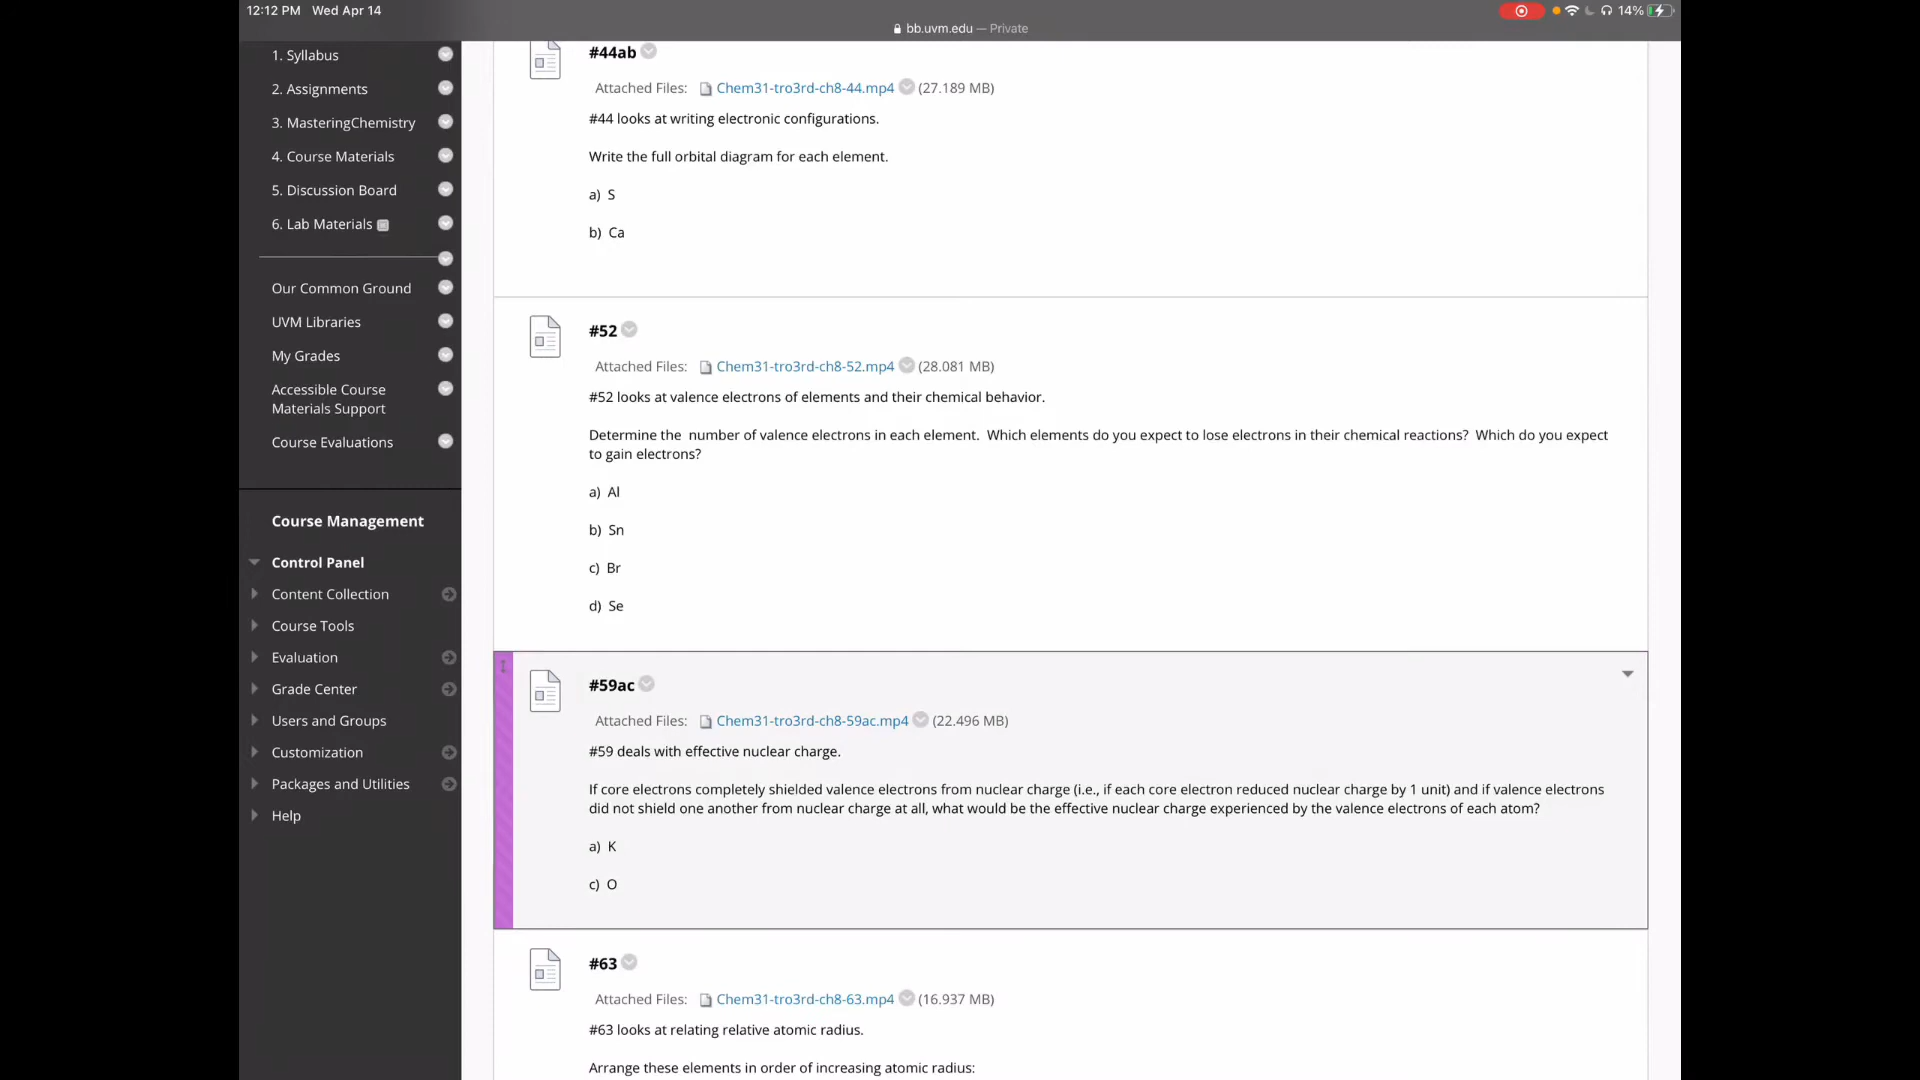 12:12 PM Wed Apr 14
14%
bb.uvm.edu — Private
1. Syllabus
2. Assignments
3. MasteringChemistry
4. Course Materials
5. Discussion Board
6. Lab Materials
Our Common Ground
UVM Libraries
My Grades
Accessible Course
Materials Support
Course Evaluations
Course Management
Control Panel
Content Collection
Course Tools
Evaluation
Grade Center
Users and Groups
Customization
Packages and Utilities
Help
#44ab
Attached Files: Chem31-tro3rd-ch8-44.mp4 (27.189 MB)
#44 looks at writing electronic configurations.
Write the full orbital diagram for each element.
a) S
b) Ca
#52
Attached Files: Chem31-tro3rd-ch8-52.mp4 (28.081 MB)
#52 looks at valence electrons of elements and their chemical behavior.
Determine the number of valence electrons in each element. Which elements do you expect to lose electrons in their chemical reactions? Which do you expect
to gain electrons?
a) Al
b) Sn
c) Br
d) Se
#59ac
Attached Files: Chem31-tro3rd-ch8-59ac.mp4 (22.496 MB)
#59 deals with effective nuclear charge.
If core electrons completely shielded valence electrons from nuclear charge (i.e., if each core electron reduced nuclear charge by 1 unit) and if valence electrons
did not shield one another from nuclear charge at all, what would be the effective nuclear charge experienced by the valence electrons of each atom?
a) K
c) O
#63
Attached Files: Chem31-tro3rd-ch8-63.mp4 (16.937 MB)
#63 looks at relating relative atomic radius.
Arrange these elements in order of increasing atomic radius: